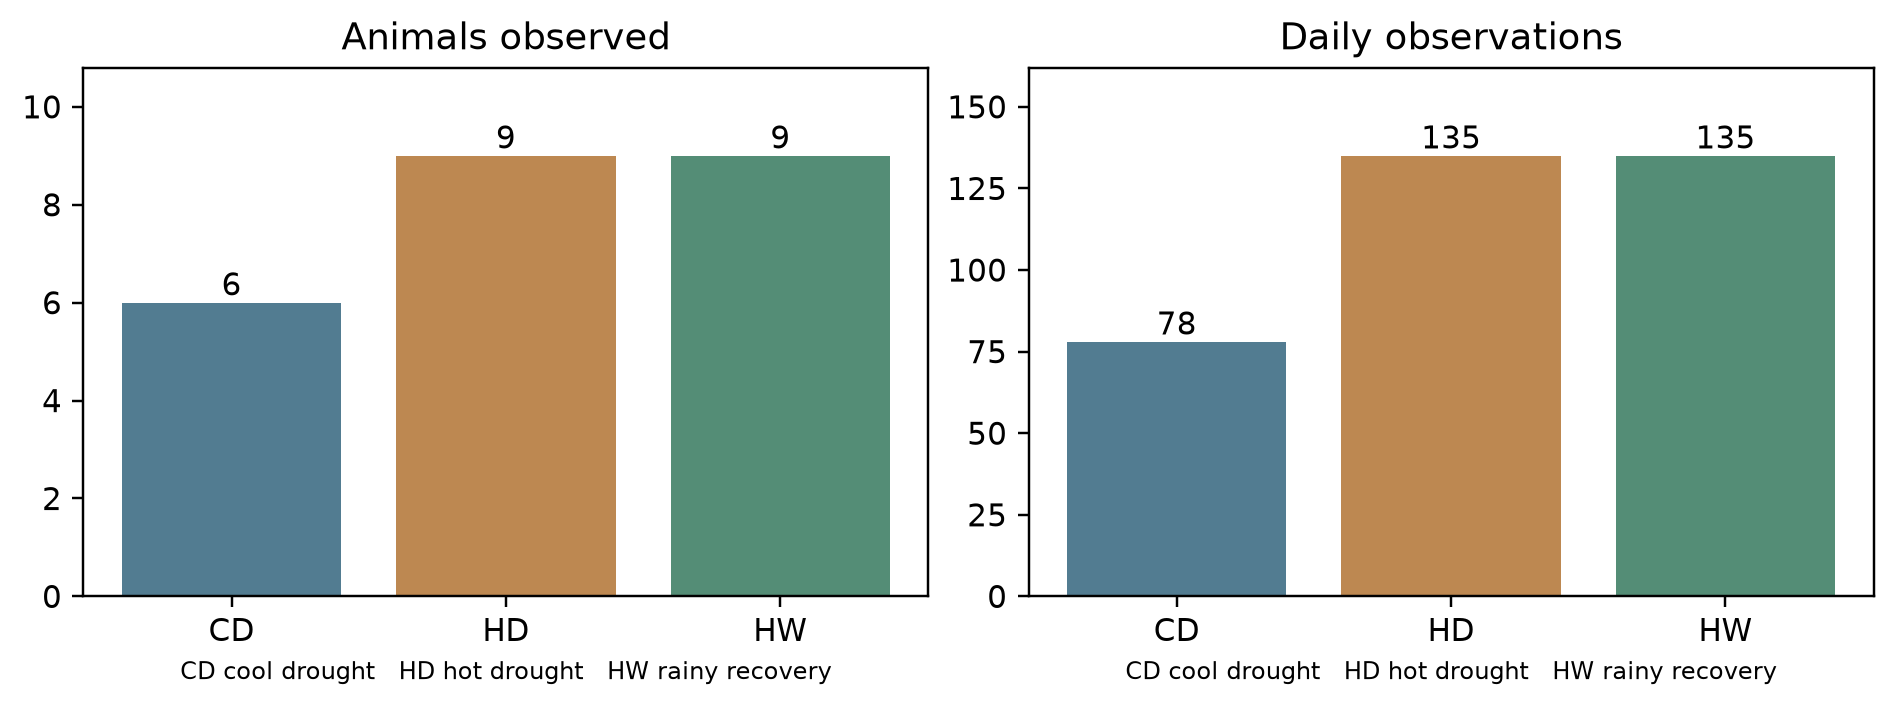 Animals observed
10
8
6
4
2
0
6
9
9
CD
HD
HW
CD cool drought   HD hot drought   HW rainy recovery
Daily observations
150
125
100
75
50
25
0
78
135
135
CD
HD
HW
CD cool drought   HD hot drought   HW rainy recovery